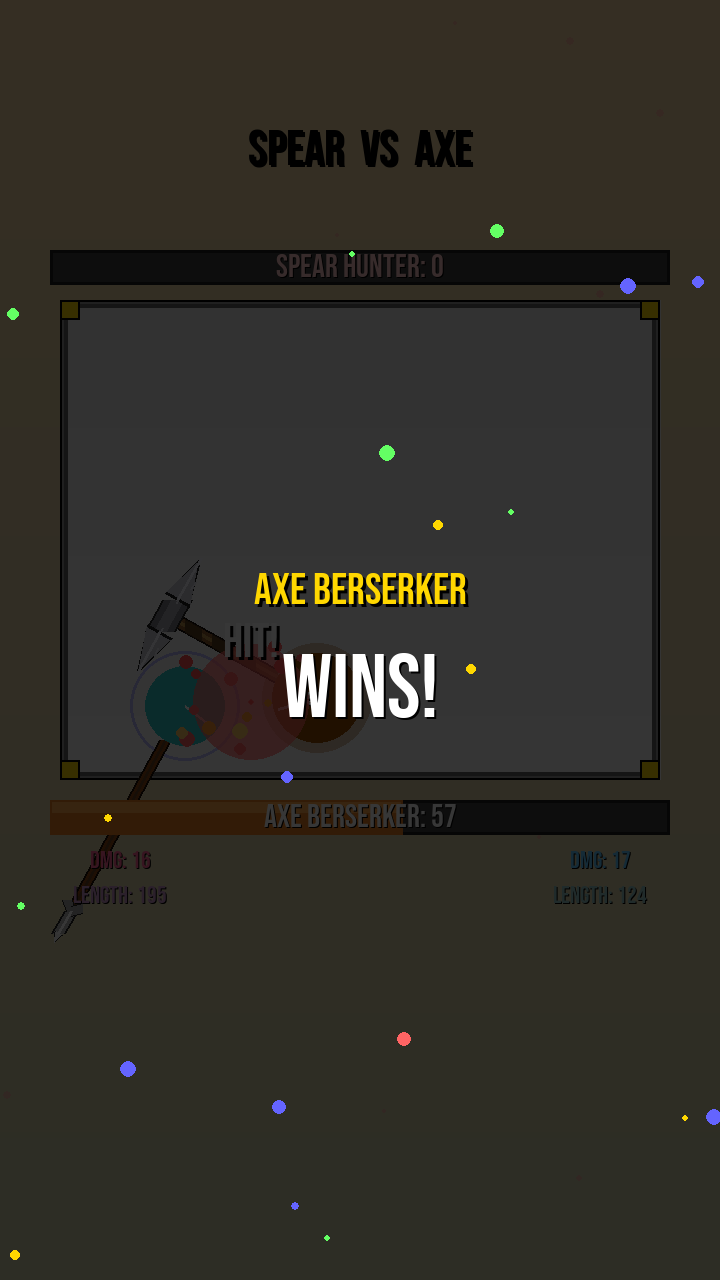 SPEAR VS AXE
SPEAR HUNTER: 0
AXE BERSERKER
HIT!
WINS!
AXE BERSERKER: 57
DMG: 16
DMG: 17
LENGTH: 195
LENGTH: 124